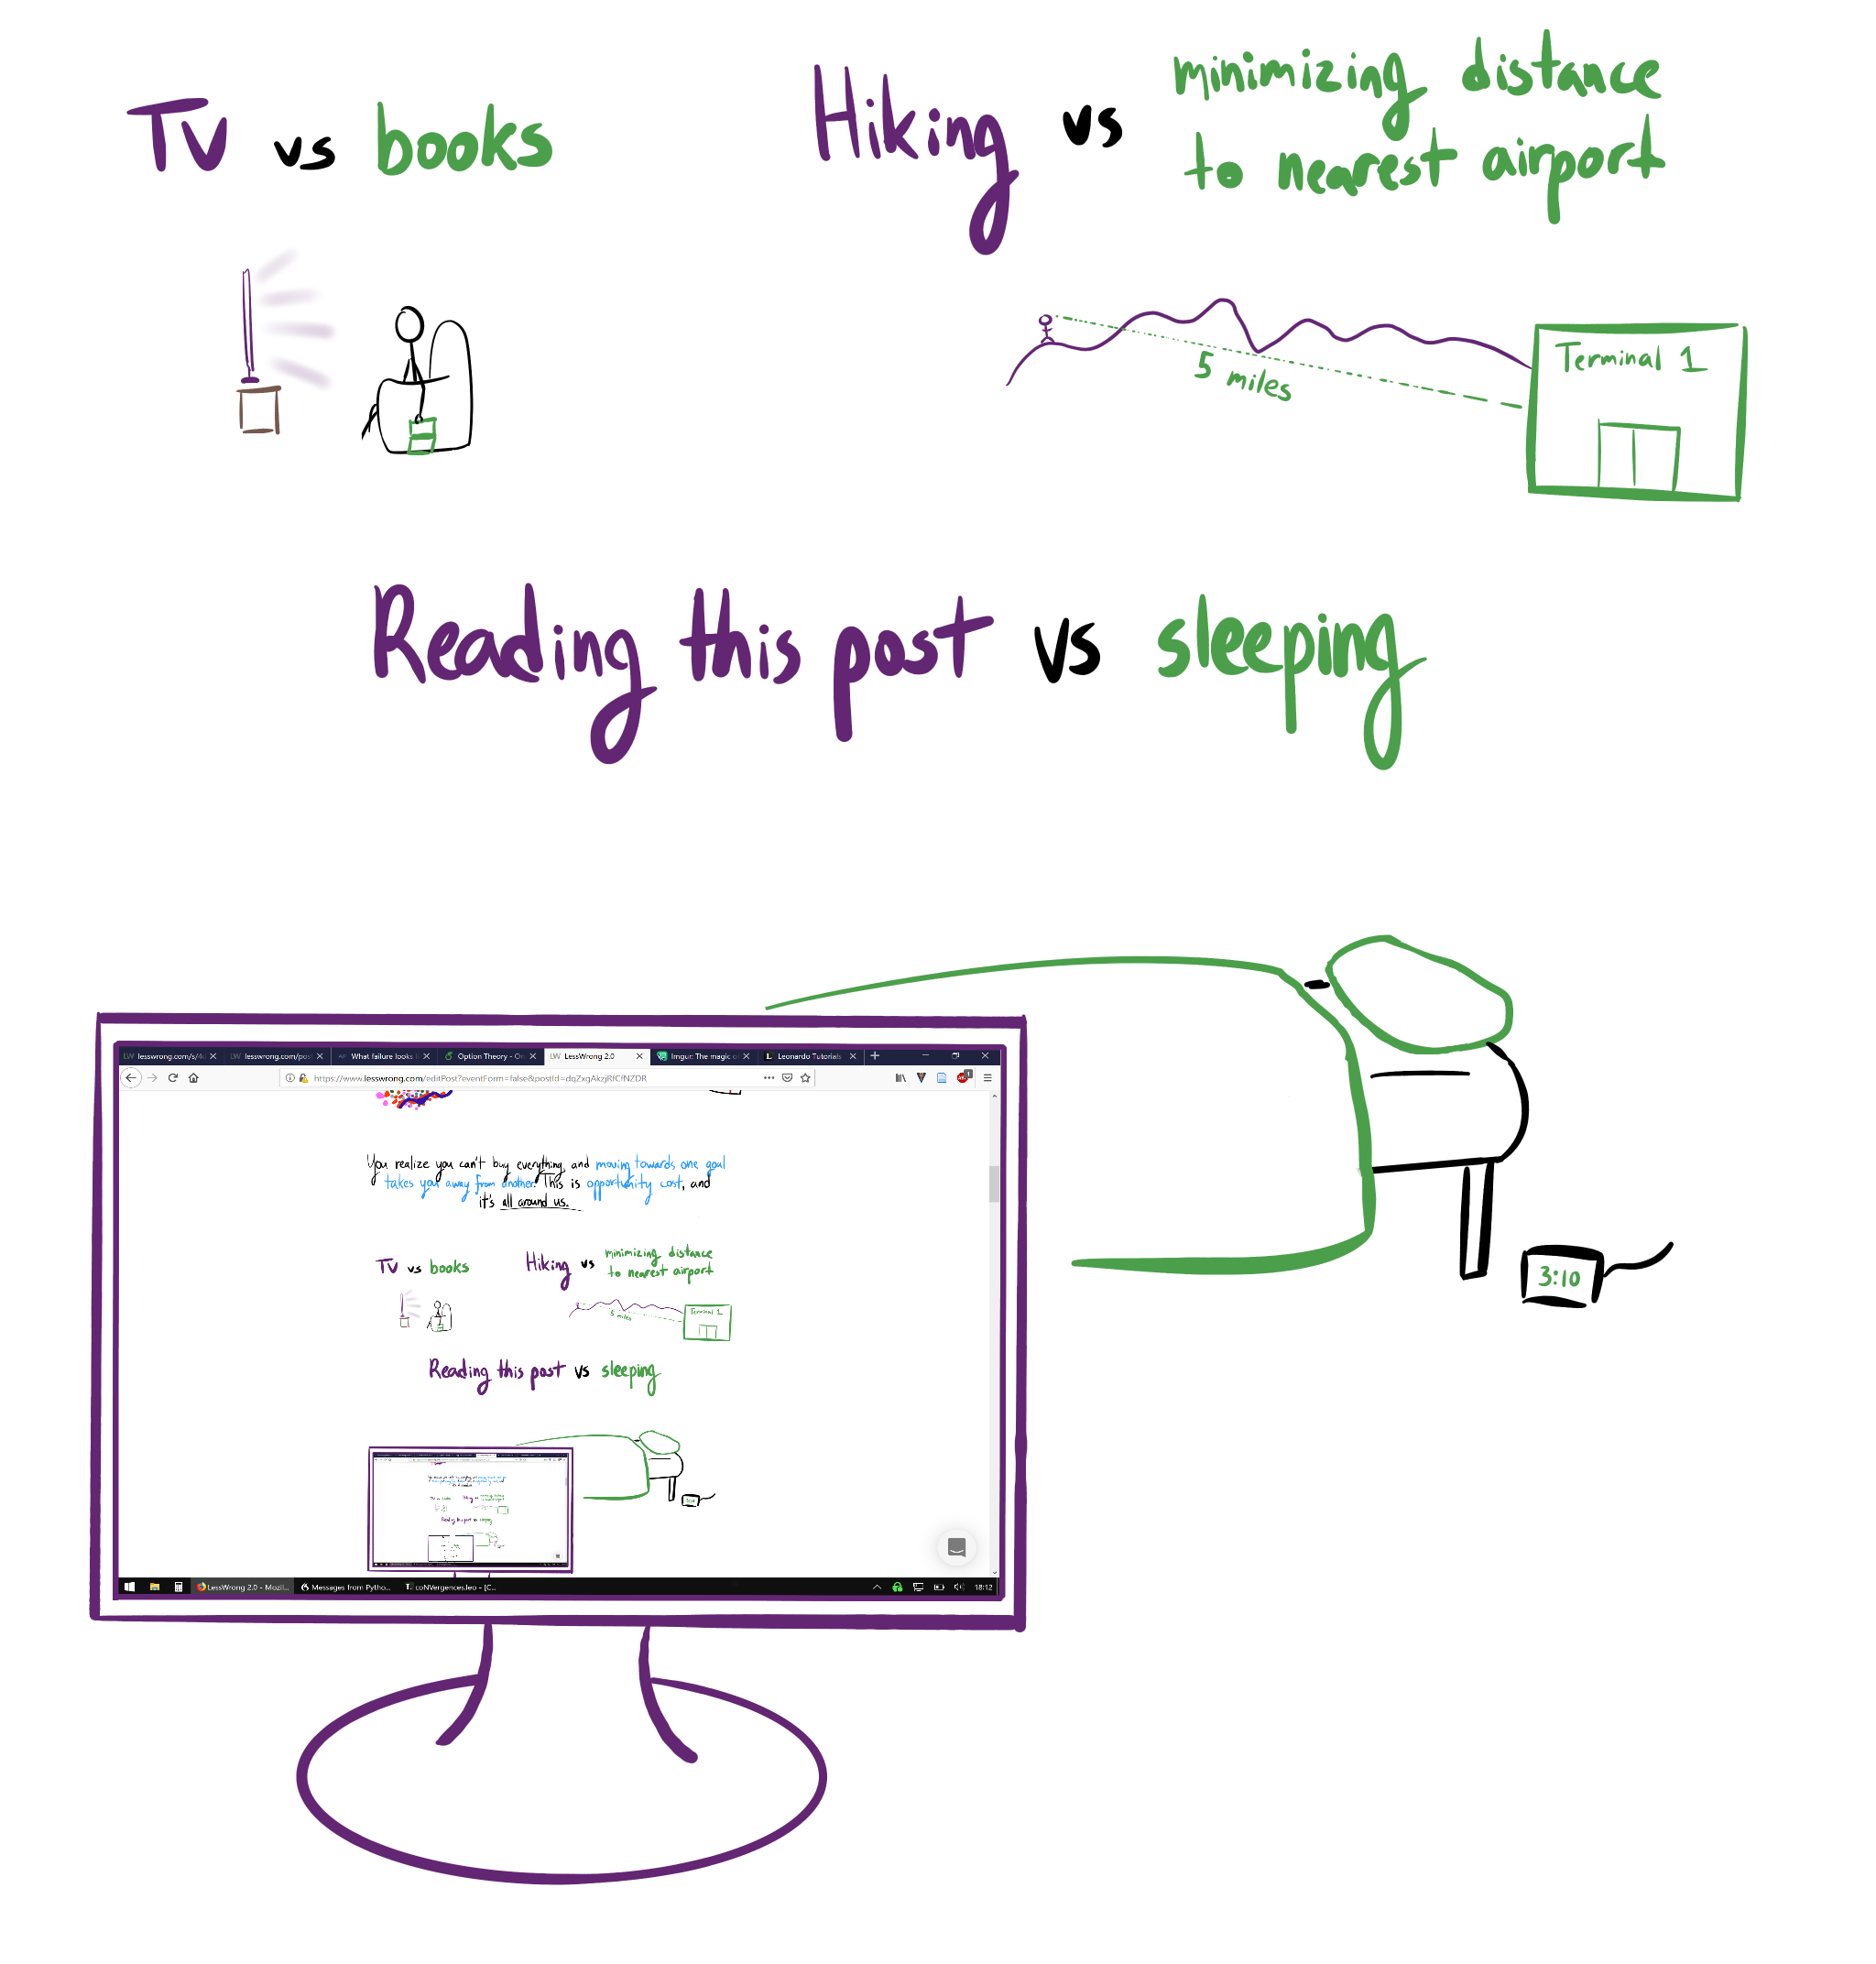 Tv vs books
Hiking vs minimizing distance
to nearest airport
5 miles
Terminal 1
Reading this post vs sleeping
lesswrong.com/s/4
lesswrong.com/pos
What failure looks
Option Theory - On
LW LessWrong 2.0
Imgur: The magic of
L Leonardo Tutorials
https://www.lesswrong.com/editPost?eventForm=false&postId=dqZxgAkzjRfCfNZDR
You realize you can't buy everything, and moving towards one goal
takes you away from another. This is opportunity cost, and
it's all around us.
Tv vs books
Hiking vs minimizing distance
to nearest airport
5 miles
Terminal 1
Reading this post vs sleeping
3:10
LessWrong 2.0 - Mozil...
Messages from Pytho...
coNVergences.leo - [C...
18:12